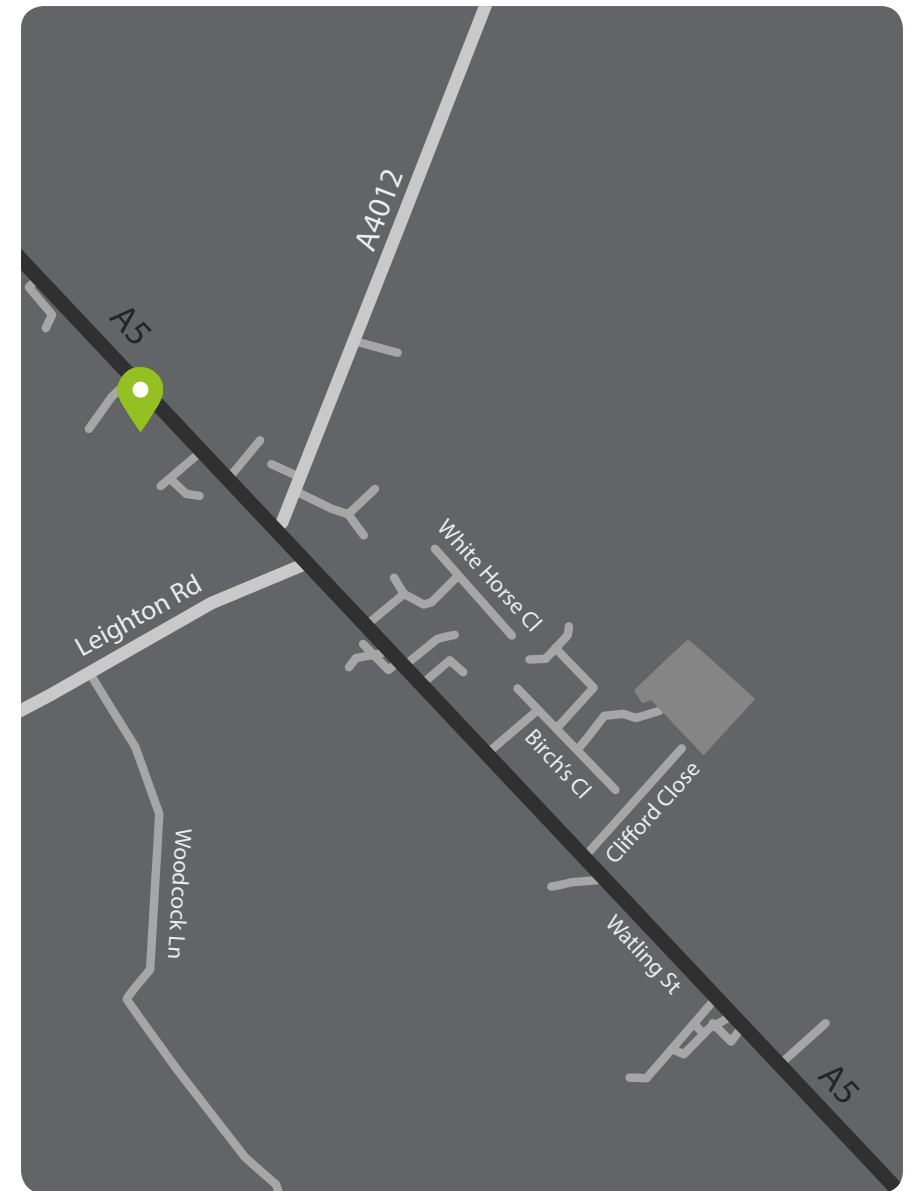 A4012
A5
White Horse Cl
Leighton Rd
Birch's Cl
Clifford Close
Woodcock Ln
Watling St
A5